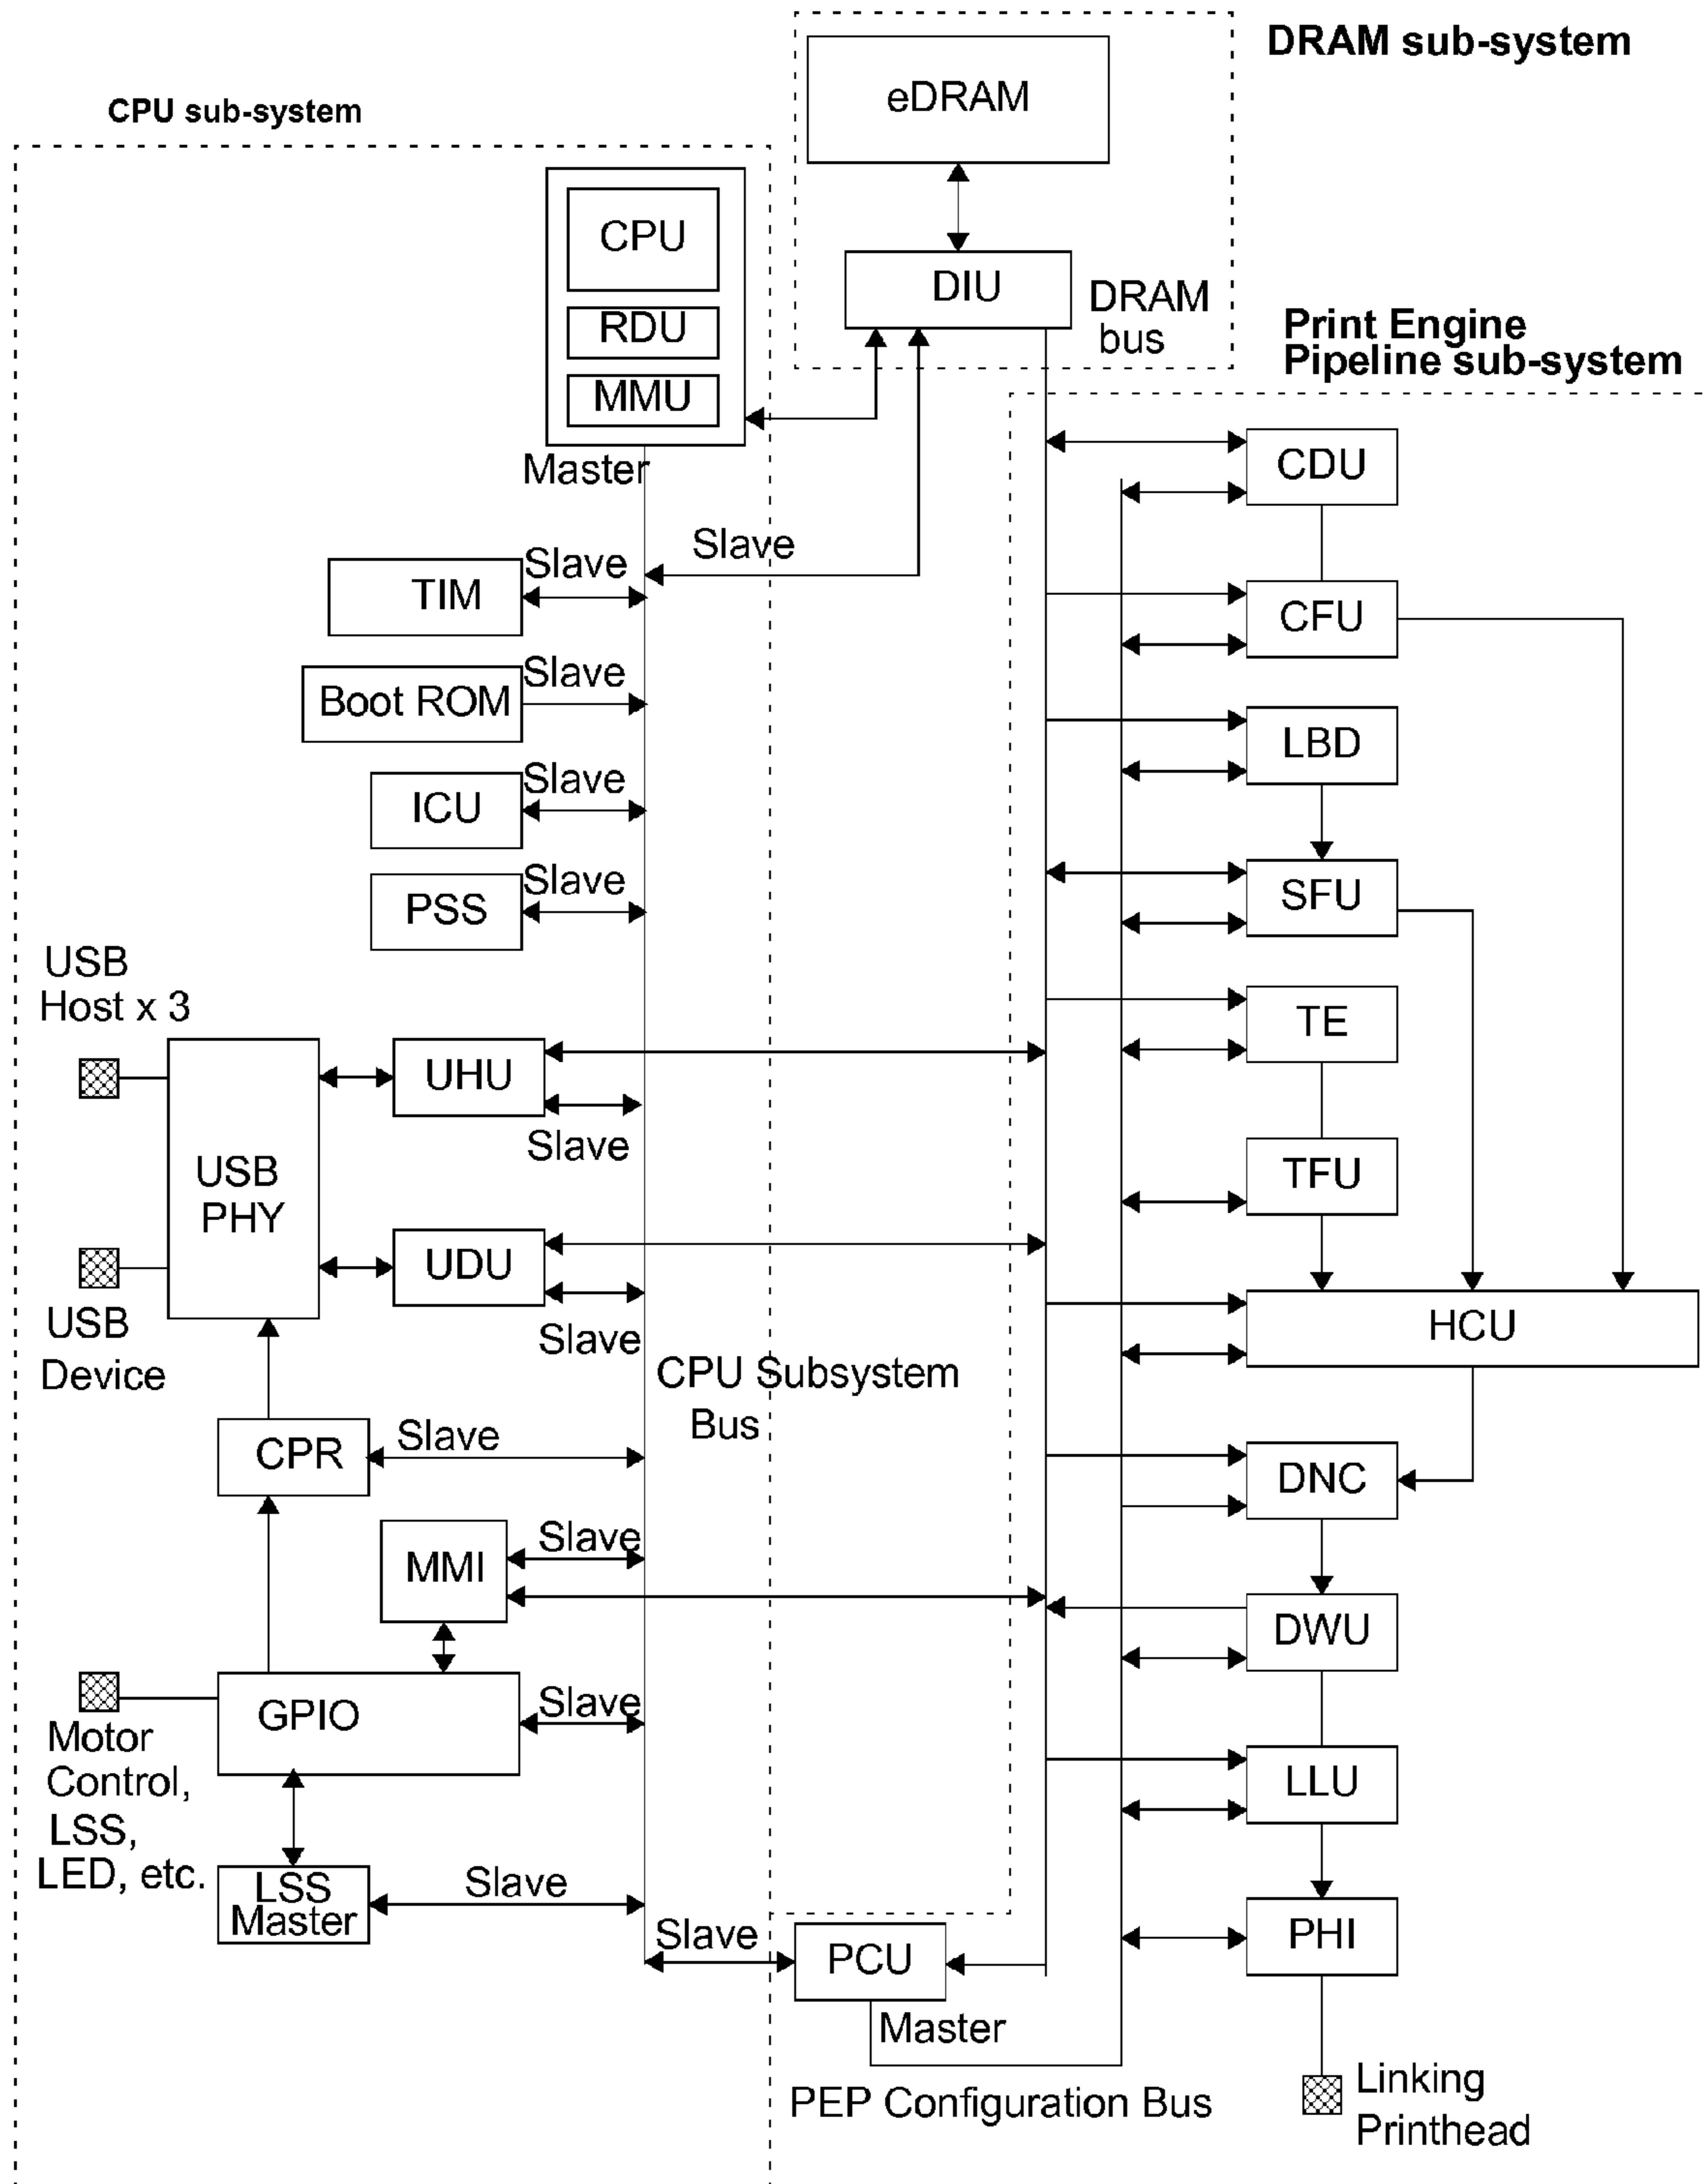 DRAM sub-system
eDRAM
CPU sub-system
CPU
DIU
RDU
DRAM
bus
MMU
Print Engine
Pipeline sub-system
Master
CDU
Slave
Slave
TIM
CFU
Slave
Boot ROM
LBD
Slave
ICU
Slave
PSS
SFU
USB
Host x 3
TE
UHU
Slave
USB
PHY
TFU
UDU
USB
Device
Slave
HCU
CPU Subsystem
Bus
CPR
Slave
DNC
MMI
Slave
DWU
GPIO
Slave
Motor
Control,
LSS,
LED, etc.
LLU
LSS
Master
Slave
Slave
PCU
PHI
Master
PEP Configuration Bus
Linking
Printhead